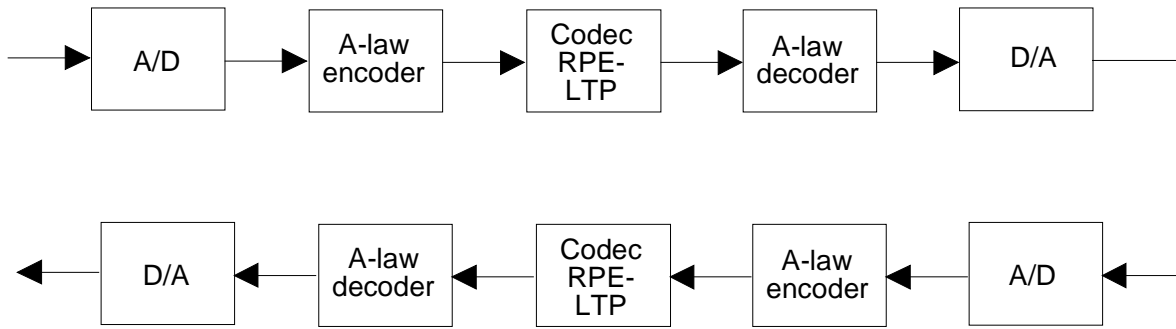 A/D
A-law
encoder
Codec
RPE-
LTP
A-law
decoder
D/A
D/A
A-law
decoder
Codec
RPE-
LTP
A-law
encoder
A/D